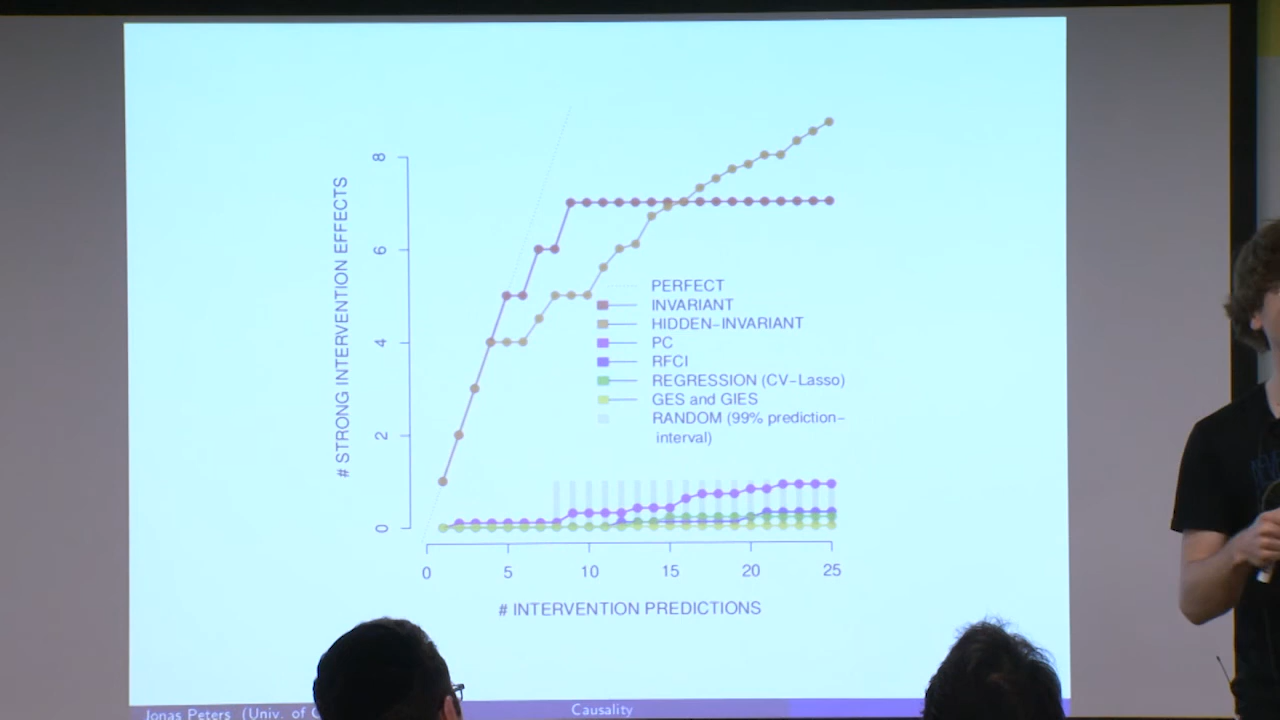 # STRONG INTERVENTION EFFECTS
8
6
4
2
0
PERFECT
INVARIANT
HIDDEN-INVARIANT
PC
RFCI
REGRESSION (CV-Lasso)
GES and GIES
RANDOM (99% prediction-
interval)
0 5 10 15 20 25
# INTERVENTION PREDICTIONS
Jonas Peters (Univ. of
Causality